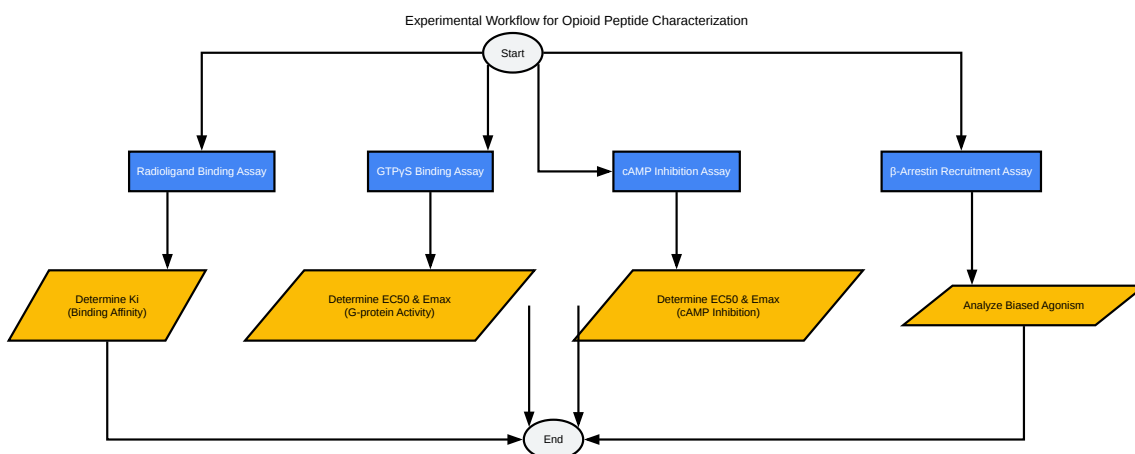 Experimental Workflow for Opioid Peptide Characterization
Start
Radioligand Binding Assay
GTPγS Binding Assay
cAMP Inhibition Assay
β-Arrestin Recruitment Assay
Determine Ki
(Binding Affinity)
Determine EC50 & Emax
(G-protein Activity)
Determine EC50 & Emax
(cAMP Inhibition)
Analyze Biased Agonism
End